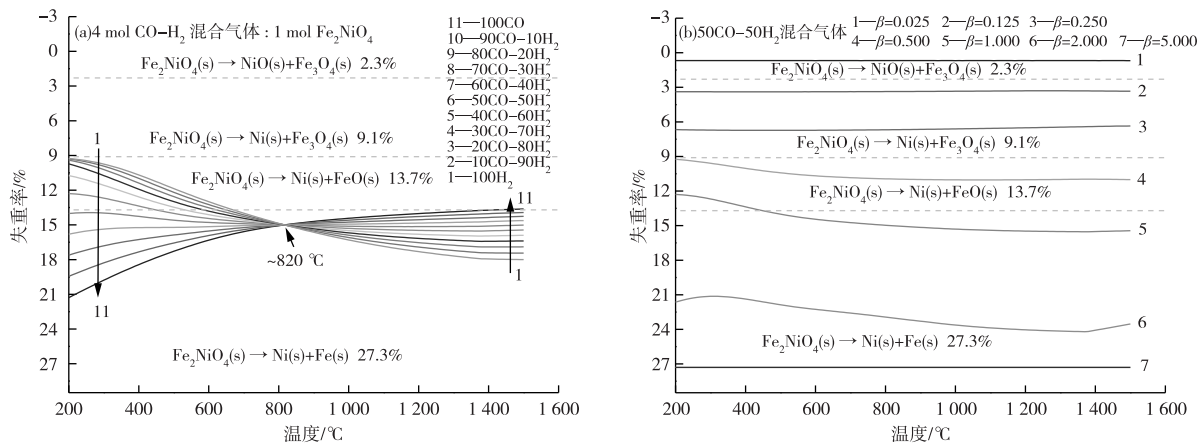 (a)4 mol CO-H₂ 混合气体：1 mol Fe₂NiO₄
11—100CO
10—90CO-10H₂
9—80CO-20H₂
8—70CO-30H₂
7—60CO-40H₂
6—50CO-50H₂
5—40CO-60H₂
4—30CO-70H₂
3—20CO-80H₂
2—10CO-90H₂
1—100H₂
Fe₂NiO₄(s) → NiO(s)+Fe₃O₄(s) 2.3%
Fe₂NiO₄(s) → Ni(s)+Fe₃O₄(s) 9.1%
Fe₂NiO₄(s) → Ni(s)+FeO(s) 13.7%
Fe₂NiO₄(s) → Ni(s)+Fe(s) 27.3%
1
11
~820 ℃
11
1
失重率/%
-3
0
3
6
9
12
15
18
21
24
27
200
400
600
800
1 000
1 200
1 400
1 600
温度/℃
(b)50CO-50H₂混合气体
1—β=0.025 2—β=0.125 3—β=0.250
4—β=0.500 5—β=1.000 6—β=2.000 7—β=5.000
Fe₂NiO₄(s) → NiO(s)+Fe₃O₄(s) 2.3%
Fe₂NiO₄(s) → Ni(s)+Fe₃O₄(s) 9.1%
Fe₂NiO₄(s) → Ni(s)+FeO(s) 13.7%
Fe₂NiO₄(s) → Ni(s)+Fe(s) 27.3%
1
2
3
4
5
6
7
失重率/%
-3
0
3
6
9
12
15
18
21
24
27
200
400
600
800
1 000
1 200
1 400
1 600
温度/℃